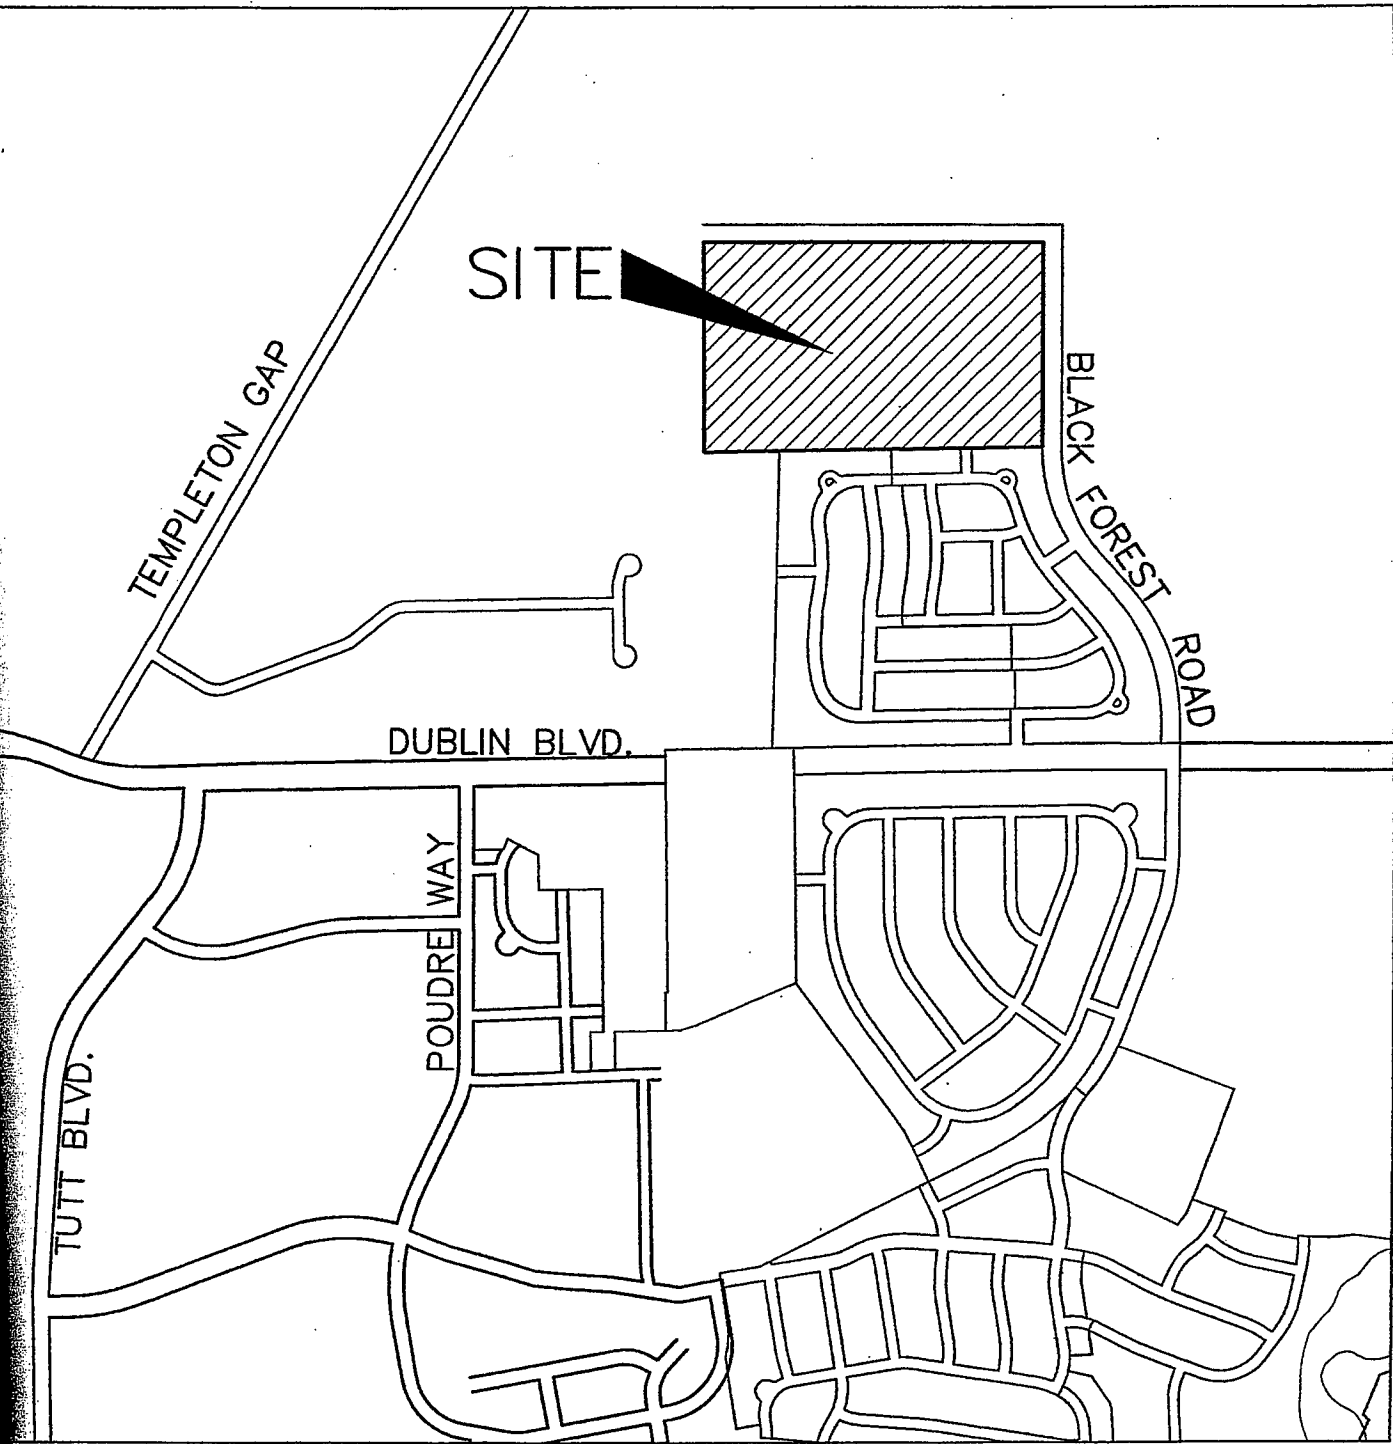 SITE
TEMPLETON GAP
BLACK FOREST ROAD
DUBLIN BLVD.
POUDRE WAY
TUTT BLVD.